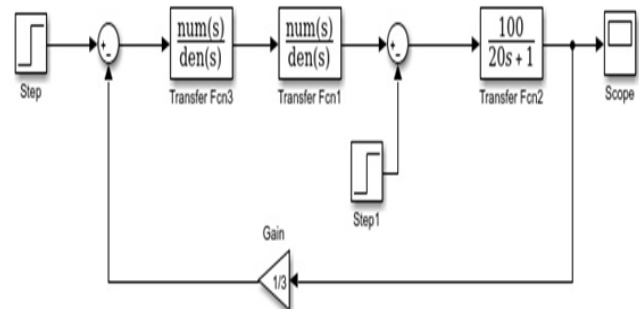 Step
+
-
num(s)
den(s)
Transfer Fcn3
num(s)
den(s)
Transfer Fcn1
+
-
100
20s+1
Transfer Fcn2
Scope
Step1
Gain
1/3